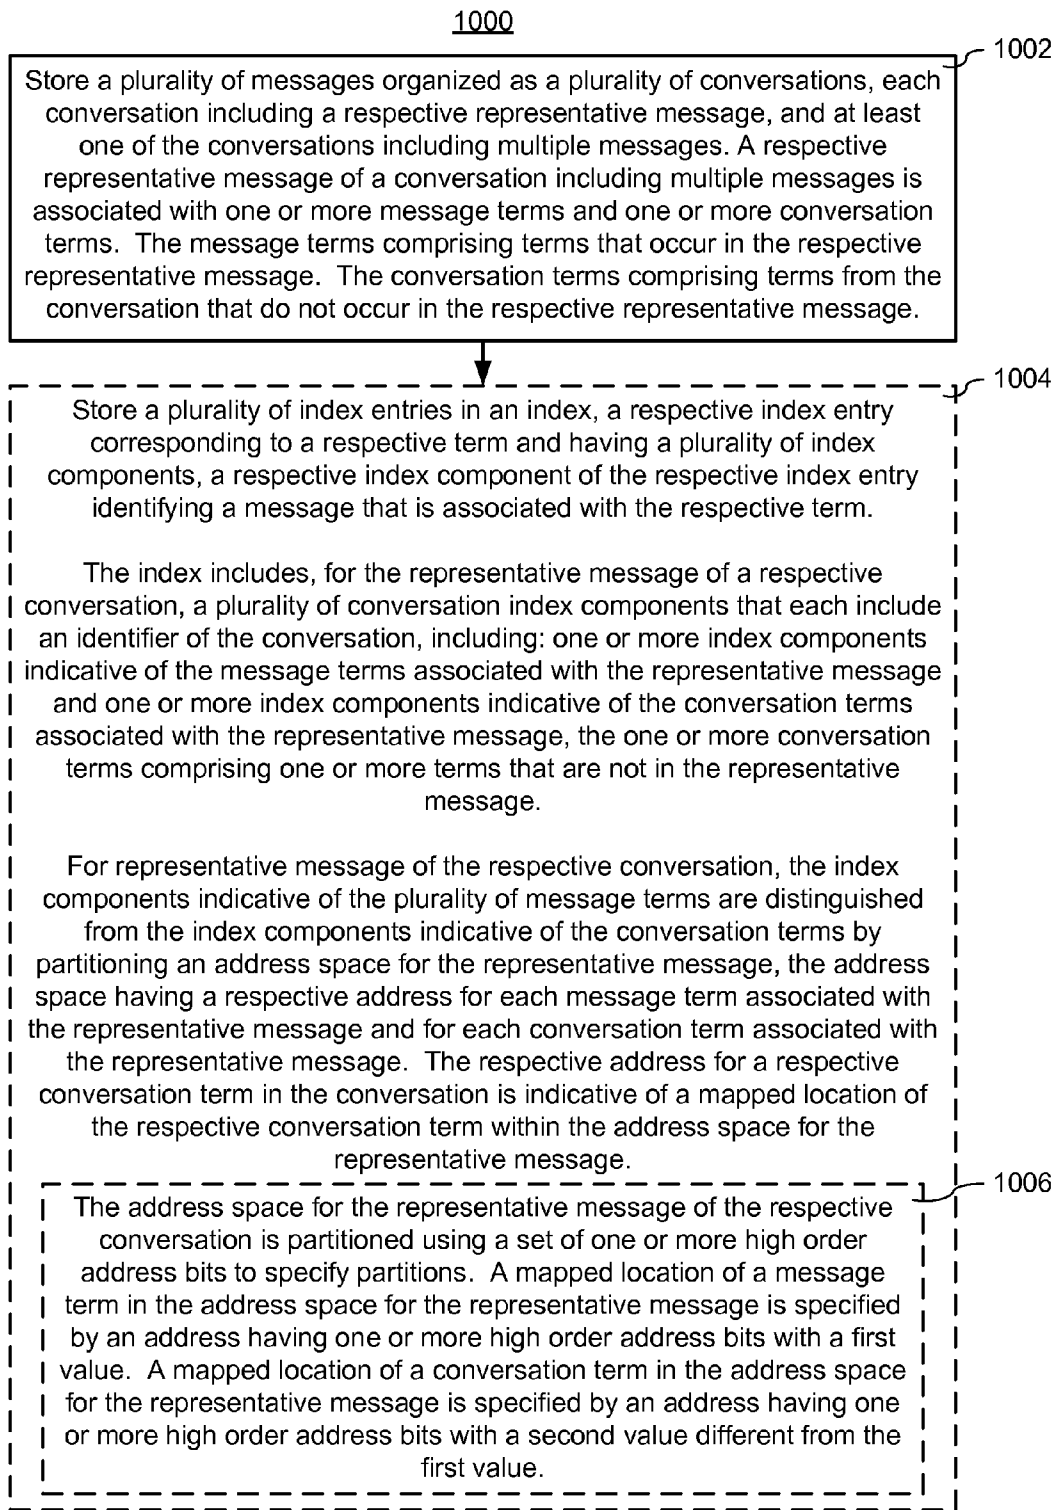 1000
1002
Store a plurality of messages organized as a plurality of conversations, each
conversation including a respective representative message, and at least
one of the conversations including multiple messages. A respective
representative message of a conversation including multiple messages is
associated with one or more message terms and one or more conversation
terms.  The message terms comprising terms that occur in the respective
representative message.  The conversation terms comprising terms from the
conversation that do not occur in the respective representative message.
1004
Store a plurality of index entries in an index, a respective index entry
corresponding to a respective term and having a plurality of index
components, a respective index component of the respective index entry
identifying a message that is associated with the respective term.
The index includes, for the representative message of a respective
conversation, a plurality of conversation index components that each include
an identifier of the conversation, including: one or more index components
indicative of the message terms associated with the representative message
and one or more index components indicative of the conversation terms
associated with the representative message, the one or more conversation
terms comprising one or more terms that are not in the representative
message.
For representative message of the respective conversation, the index
components indicative of the plurality of message terms are distinguished
from the index components indicative of the conversation terms by
partitioning an address space for the representative message, the address
space having a respective address for each message term associated with
the representative message and for each conversation term associated with
the representative message.  The respective address for a respective
conversation term in the conversation is indicative of a mapped location of
the respective conversation term within the address space for the
representative message.
1006
The address space for the representative message of the respective
conversation is partitioned using a set of one or more high order
address bits to specify partitions.  A mapped location of a message
term in the address space for the representative message is specified
by an address having one or more high order address bits with a first
value.  A mapped location of a conversation term in the address space
for the representative message is specified by an address having one
or more high order address bits with a second value different from the
first value.